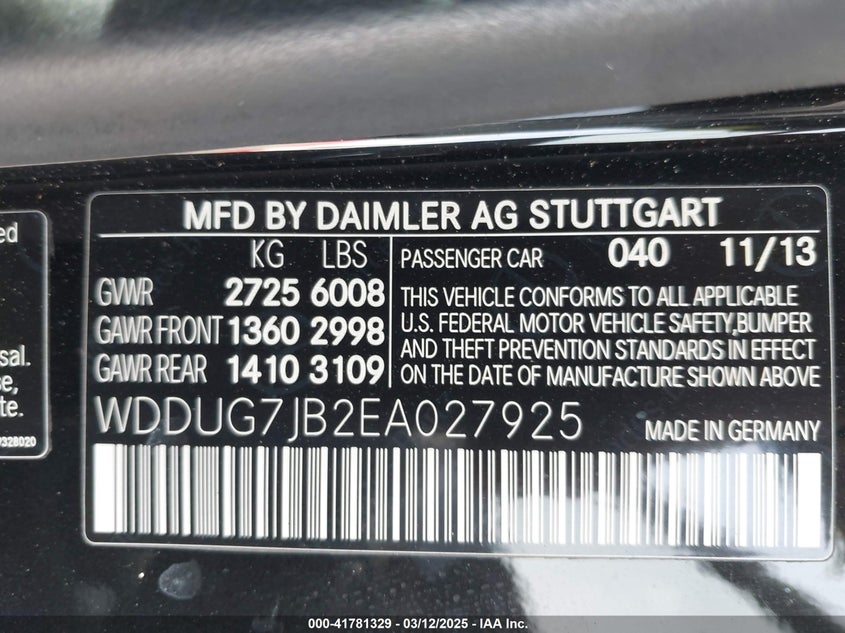 MFD BY DAIMLER AG STUTTGART
KG LBS
GVWR 2725 6008
GAWR FRONT 1360 2998
GAWR REAR 1410 3109
PASSENGER CAR 040 11/13
THIS VEHICLE CONFORMS TO ALL APPLICABLE
U.S. FEDERAL MOTOR VEHICLE SAFETY,BUMPER
AND THEFT PREVENTION STANDARDS IN EFFECT
ON THE DATE OF MANUFACTURE SHOWN ABOVE
WDDUG7JB2EA027925 MADE IN GERMANY
000-41781329 - 03/12/2025 - IAA, Inc.